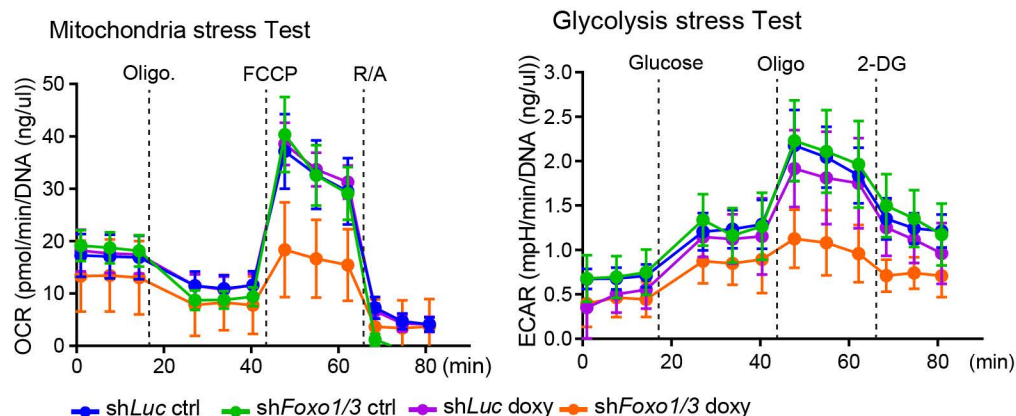 Mitochondria stress Test
Oligo. FCCP R/A
OCR (pmol/min/DNA (ng/ul))
50
40
30
20
10
0
0 20 40 60 80 (min)
Glycolysis stress Test
Glucose Oligo 2-DG
ECAR (mpH/min/DNA (ng/ul))
3.0
2.5
2.0
1.5
1.0
0.5
0.0
0 20 40 60 80 (min)
shLuc ctrl shFoxo1/3 ctrl shLuc doxy shFoxo1/3 doxy